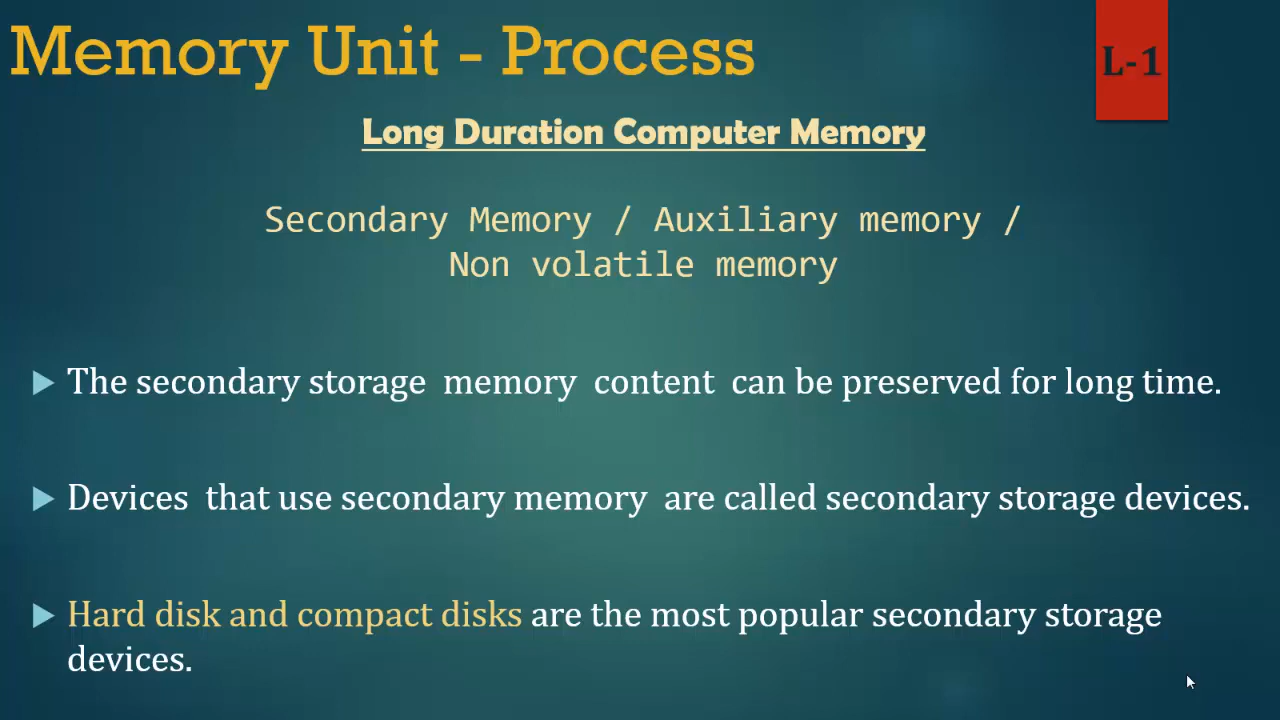 Memory Unit - Process
L-1
Long Duration Computer Memory
Secondary Memory / Auxiliary memory /
Non volatile memory
The secondary storage memory content can be preserved for long time.
Devices that use secondary memory are called secondary storage devices.
Hard disk and compact disks are the most popular secondary storage
devices.